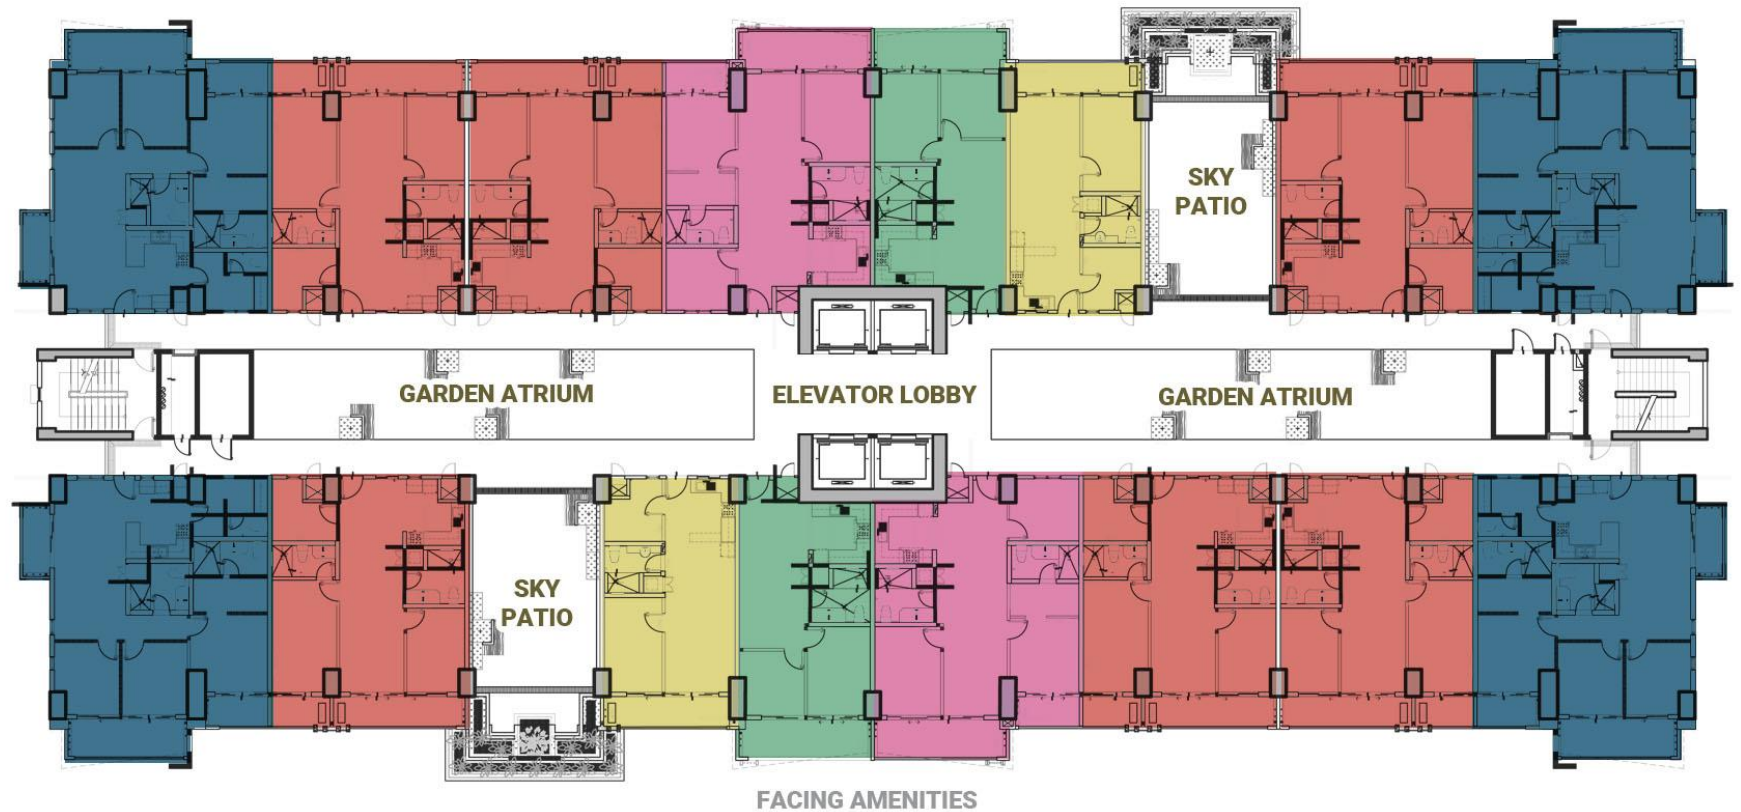 SKY
PATIO
GARDEN ATRIUM
ELEVATOR LOBBY
GARDEN ATRIUM
SKY
PATIO
FACING AMENITIES